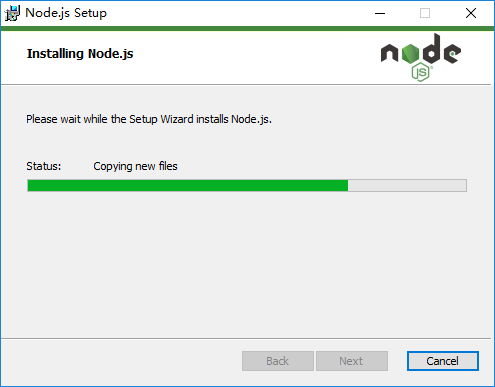 Node.js Setup
Installing Node.js
node
JS
Please wait while the Setup Wizard installs Node.js.
Status: Copying new files
Back Next Cancel